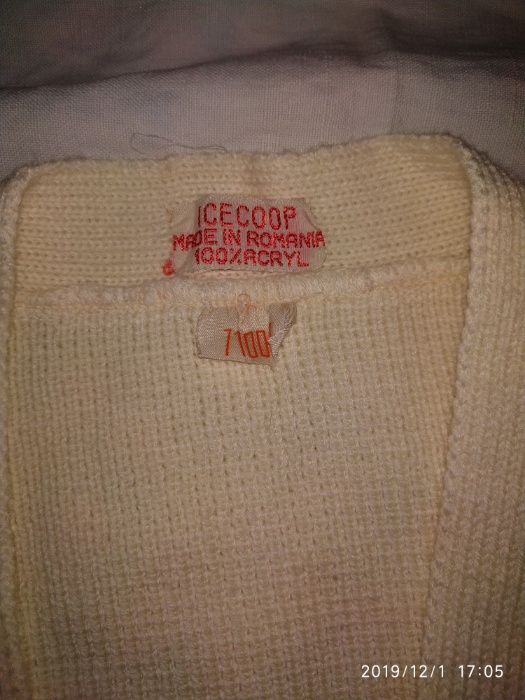 ICECOOP
MADE IN ROMANIA
100% ACRYL
7100
2019/12/1 17:05